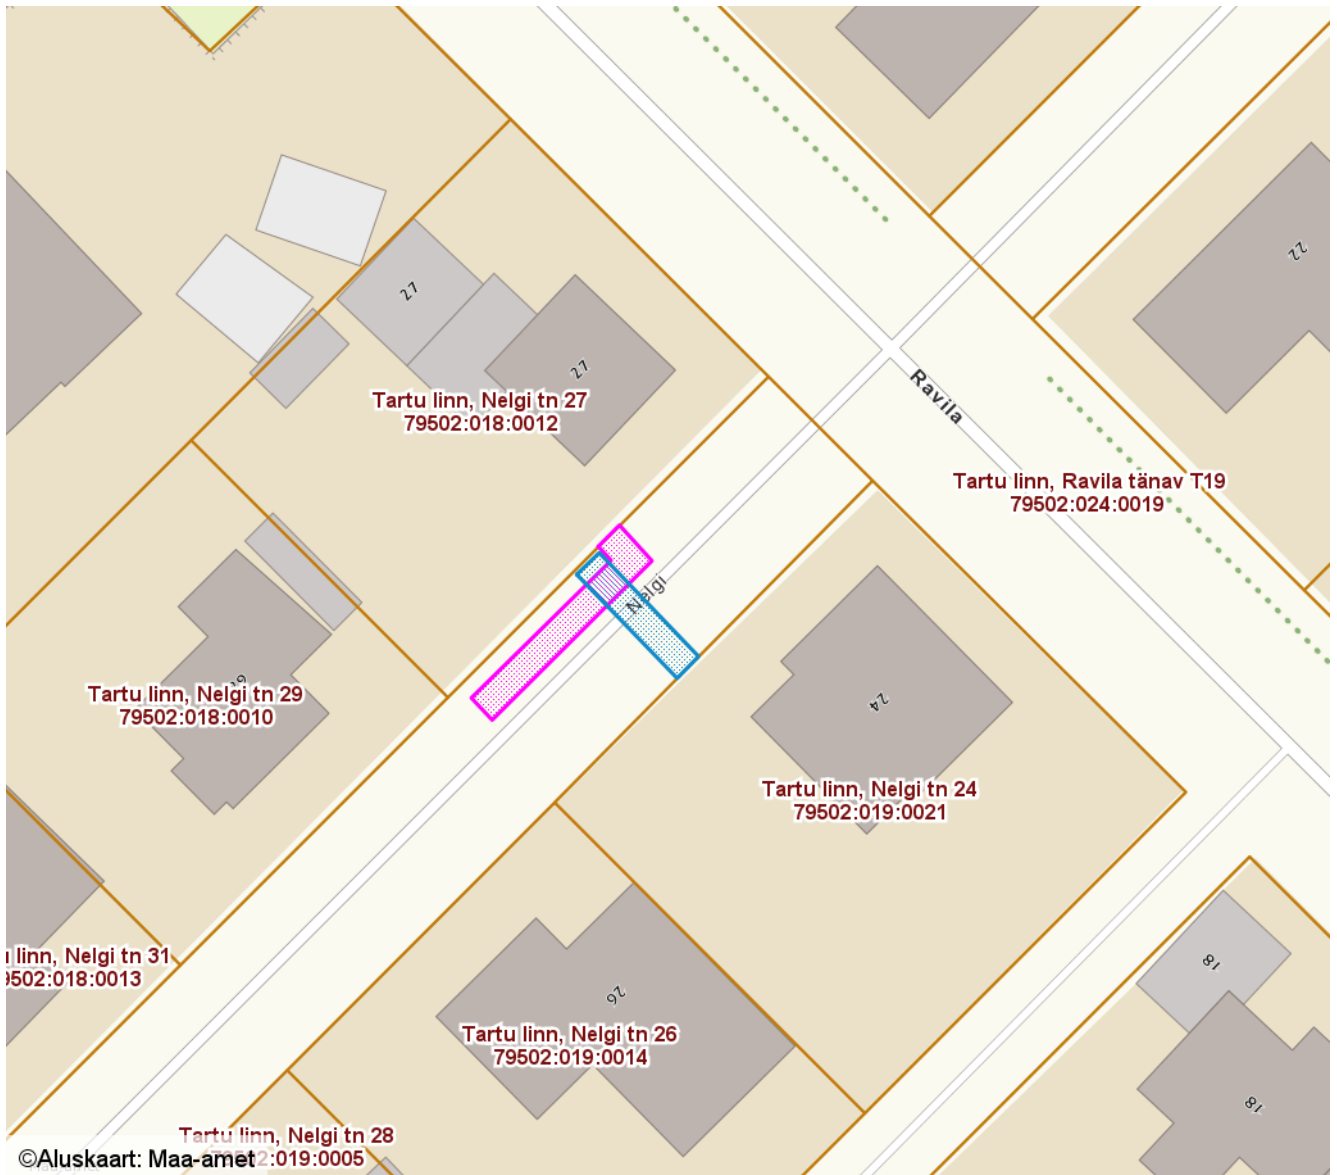 22
27
27
Tartu linn, Nelgi tn 27
79502:018:0012
Ravila
Tartu linn, Ravila tänav T19
79502:024:0019
Nelgi
Tartu linn, Nelgi tn 29
79502:018:0010
24
Tartu linn, Nelgi tn 24
79502:019:0021
linn, Nelgi tn 31
9502:018:0013
18
26
Tartu linn, Nelgi tn 26
79502:019:0014
18
Tartu linn, Nelgi tn 28
:019:0005
©Aluskaart: Maa-amet